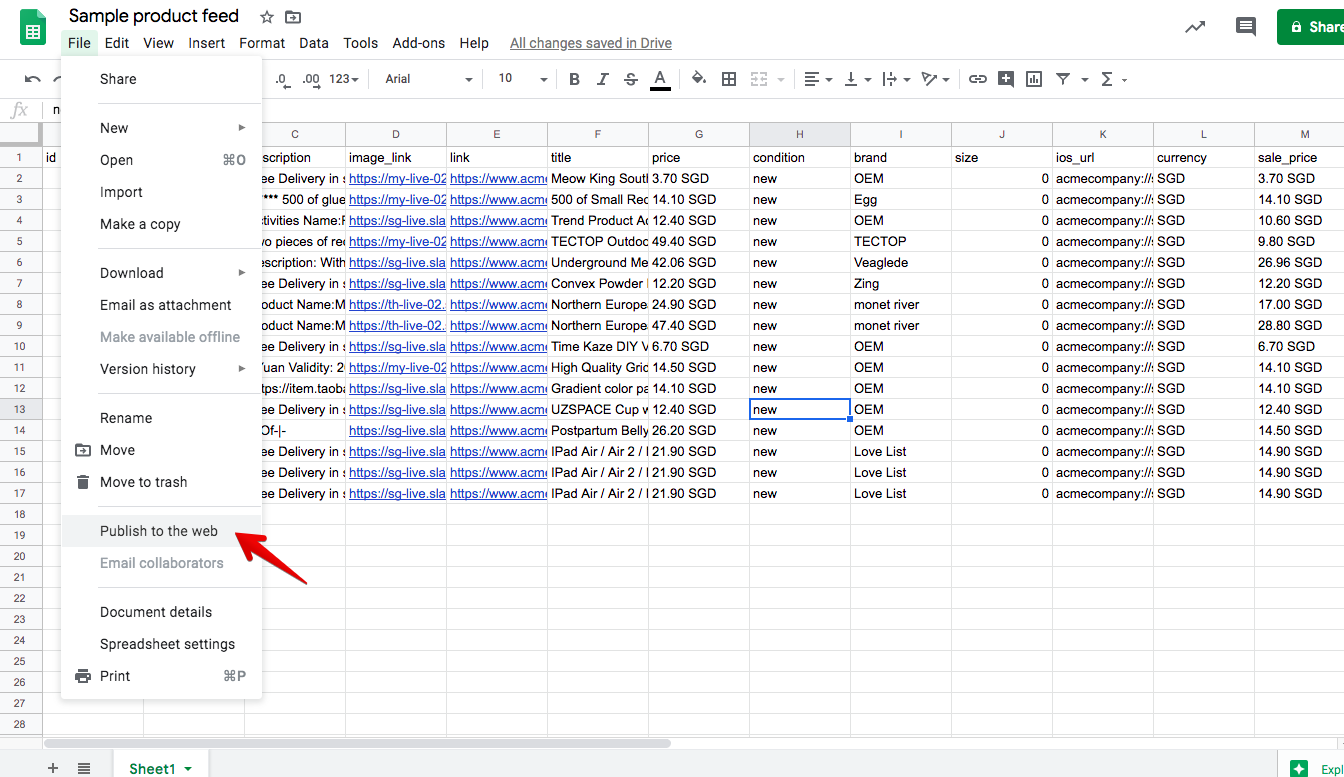 Sample product feed
File Edit View Insert Format Data Tools Add-ons Help All changes saved in Drive
Share
.0 .00 123 Arial 10 B I S A Σ
fx
Share
New
Open ⌘O
Import
Make a copy
Download
Email as attachment
Make available offline
Version history
Rename
Move
Move to trash
Publish to the web
Email collaborators
Document details
Spreadsheet settings
Print ⌘P
C D E F G H I J K L M
1 id scription image_link link title price condition brand size ios_url currency sale_price
2 ee Delivery in s https://my-live-02 https://www.acme Meow King South 3.70 SGD new OEM 0 acmecompany:// SGD 3.70 SGD
3 *** 500 of glue https://my-live-02 https://www.acme 500 of Small Rec 14.10 SGD new Egg 0 acmecompany:// SGD 14.10 SGD
4 ctivities Name:F https://sg-live.sla https://www.acme Trend Product Ac 12.40 SGD new OEM 0 acmecompany:// SGD 10.60 SGD
5 wo pieces of rec https://my-live-02 https://www.acme TECTOP Outdoc 49.40 SGD new TECTOP 0 acmecompany:// SGD 9.80 SGD
6 escription: With https://sg-live.sla https://www.acme Underground Me 42.06 SGD new Veaglede 0 acmecompany:// SGD 26.96 SGD
7 ee Delivery in s https://sg-live.sla https://www.acme Convex Powder 12.20 SGD new Zing 0 acmecompany:// SGD 12.20 SGD
8 oduct Name:M https://th-live-02. https://www.acme Northern Europe 24.90 SGD new monet river 0 acmecompany:// SGD 17.00 SGD
9 oduct Name:M https://th-live-02. https://www.acme Northern Europe 47.40 SGD new monet river 0 acmecompany:// SGD 28.80 SGD
10 ee Delivery in s https://sg-live.sla https://www.acme Time Kaze DIY V 6.70 SGD new OEM 0 acmecompany:// SGD 6.70 SGD
11 Yuan Validity: 2 https://my-live-02 https://www.acme High Quality Gric 14.50 SGD new OEM 0 acmecompany:// SGD 14.10 SGD
12 tps://item.taoba https://sg-live.sla https://www.acme Gradient color pa 14.10 SGD new OEM 0 acmecompany:// SGD 14.10 SGD
13 ee Delivery in s https://sg-live.sla https://www.acme UZSPACE Cup w 12.40 SGD new OEM 0 acmecompany:// SGD 12.40 SGD
14 Of-|- https://sg-live.sla https://www.acme Postpartum Belly 26.20 SGD new OEM 0 acmecompany:// SGD 14.50 SGD
15 ee Delivery in s https://sg-live.sla https://www.acme IPad Air / Air 2 / I 21.90 SGD new Love List 0 acmecompany:// SGD 14.90 SGD
16 ee Delivery in s https://sg-live.sla https://www.acme IPad Air / Air 2 / I 21.90 SGD new Love List 0 acmecompany:// SGD 14.90 SGD
17 ee Delivery in s https://sg-live.sla https://www.acme IPad Air / Air 2 / I 21.90 SGD new Love List 0 acmecompany:// SGD 14.90 SGD
18
19
20
21
22
23
24
25
26
27
28
Sheet1
Expl